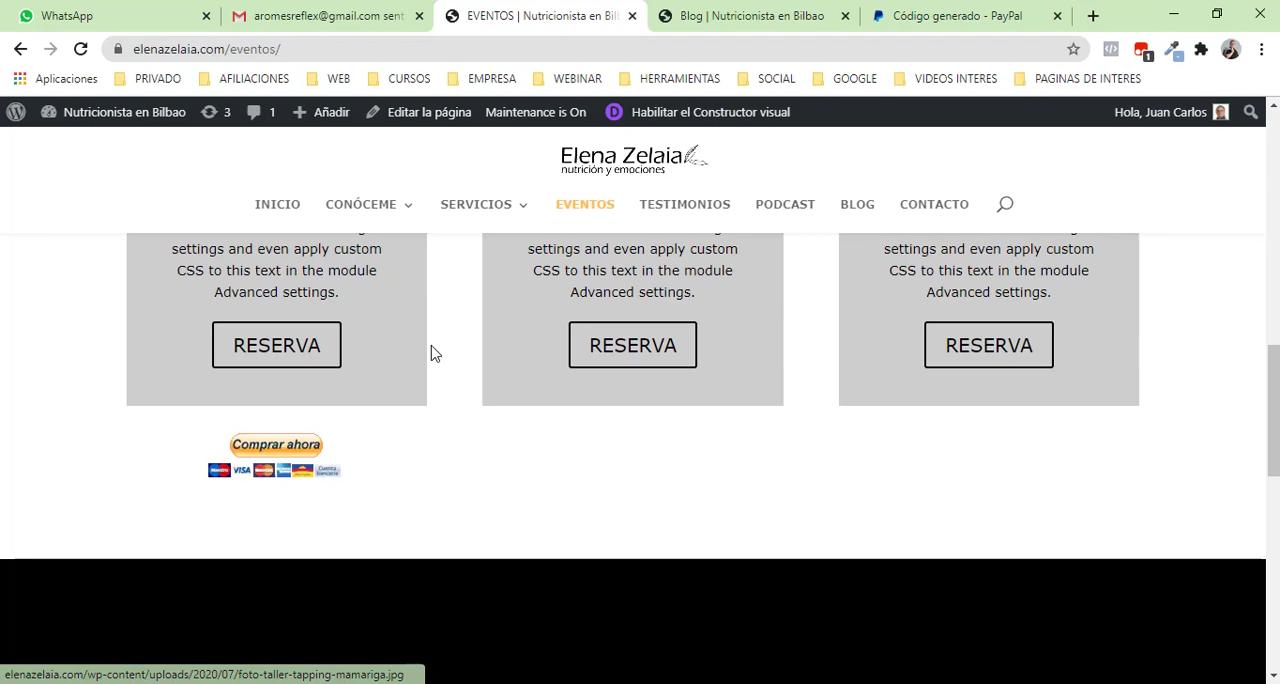 WhatsApp
aromesreflex@gmail.com sent
EVENTOS | Nutricionista en Bil
Blog | Nutricionista en Bilbao
Código generado - PayPal
elenazelaia.com/eventos/
1
Aplicaciones
PRIVADO
AFILIACIONES
WEB
CURSOS
EMPRESA
WEBINAR
HERRAMIENTAS
SOCIAL
GOOGLE
VIDEOS INTERES
PAGINAS DE INTERES
Nutricionista en Bilbao
3
1
Añadir
Editar la página
Maintenance is On
D
Habilitar el Constructor visual
Hola, Juan Carlos
Elena Zelaia
nutrición y emociones
INICIO
CONÓCEME
SERVICIOS
EVENTOS
TESTIMONIOS
PODCAST
BLOG
CONTACTO
settings and even apply custom
CSS to this text in the module
Advanced settings.
RESERVA
settings and even apply custom
CSS to this text in the module
Advanced settings.
RESERVA
settings and even apply custom
CSS to this text in the module
Advanced settings.
RESERVA
Comprar ahora
VISA
elenazelaia.com/wp-content/uploads/2020/07/foto-taller-tapping-mamariga.jpg